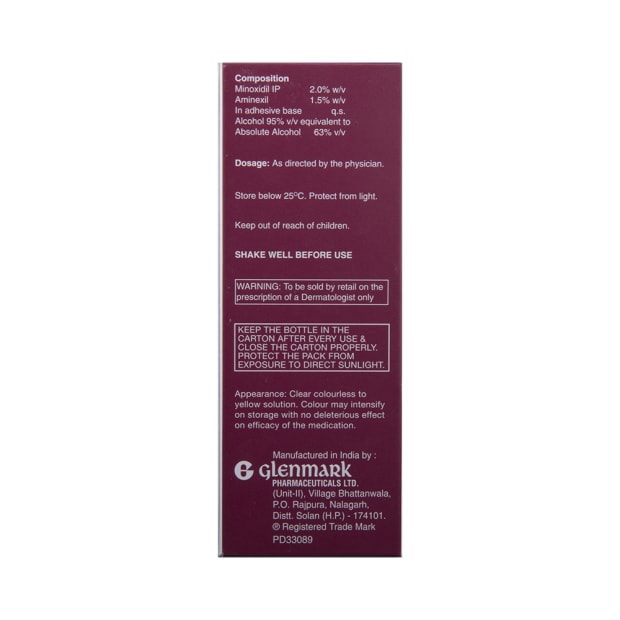 Composition
Minoxidil IP 2.0% w/v
Aminexil 1.5% w/v
In adhesive base q.s.
Alcohol 95% v/v equivalent to
Absolute Alcohol 63% v/v
Dosage: As directed by the physician.
Store below 25°C. Protect from light.
Keep out of reach of children.
SHAKE WELL BEFORE USE
WARNING: To be sold by retail on the
prescription of a Dermatologist only
KEEP THE BOTTLE IN THE
CARTON AFTER EVERY USE &
CLOSE THE CARTON PROPERLY.
PROTECT THE PACK FROM
EXPOSURE TO DIRECT SUNLIGHT.
Appearance: Clear colourless to
yellow solution. Colour may intensify
on storage with no deleterious effect
on efficacy of the medication.
Manufactured in India by :
G glenmark
PHARMACEUTICALS LTD.
(Unit-II), Village Bhattanwala,
P.O. Rajpura, Nalagarh,
Distt. Solan (H.P.) - 174101.
® Registered Trade Mark
PD33089